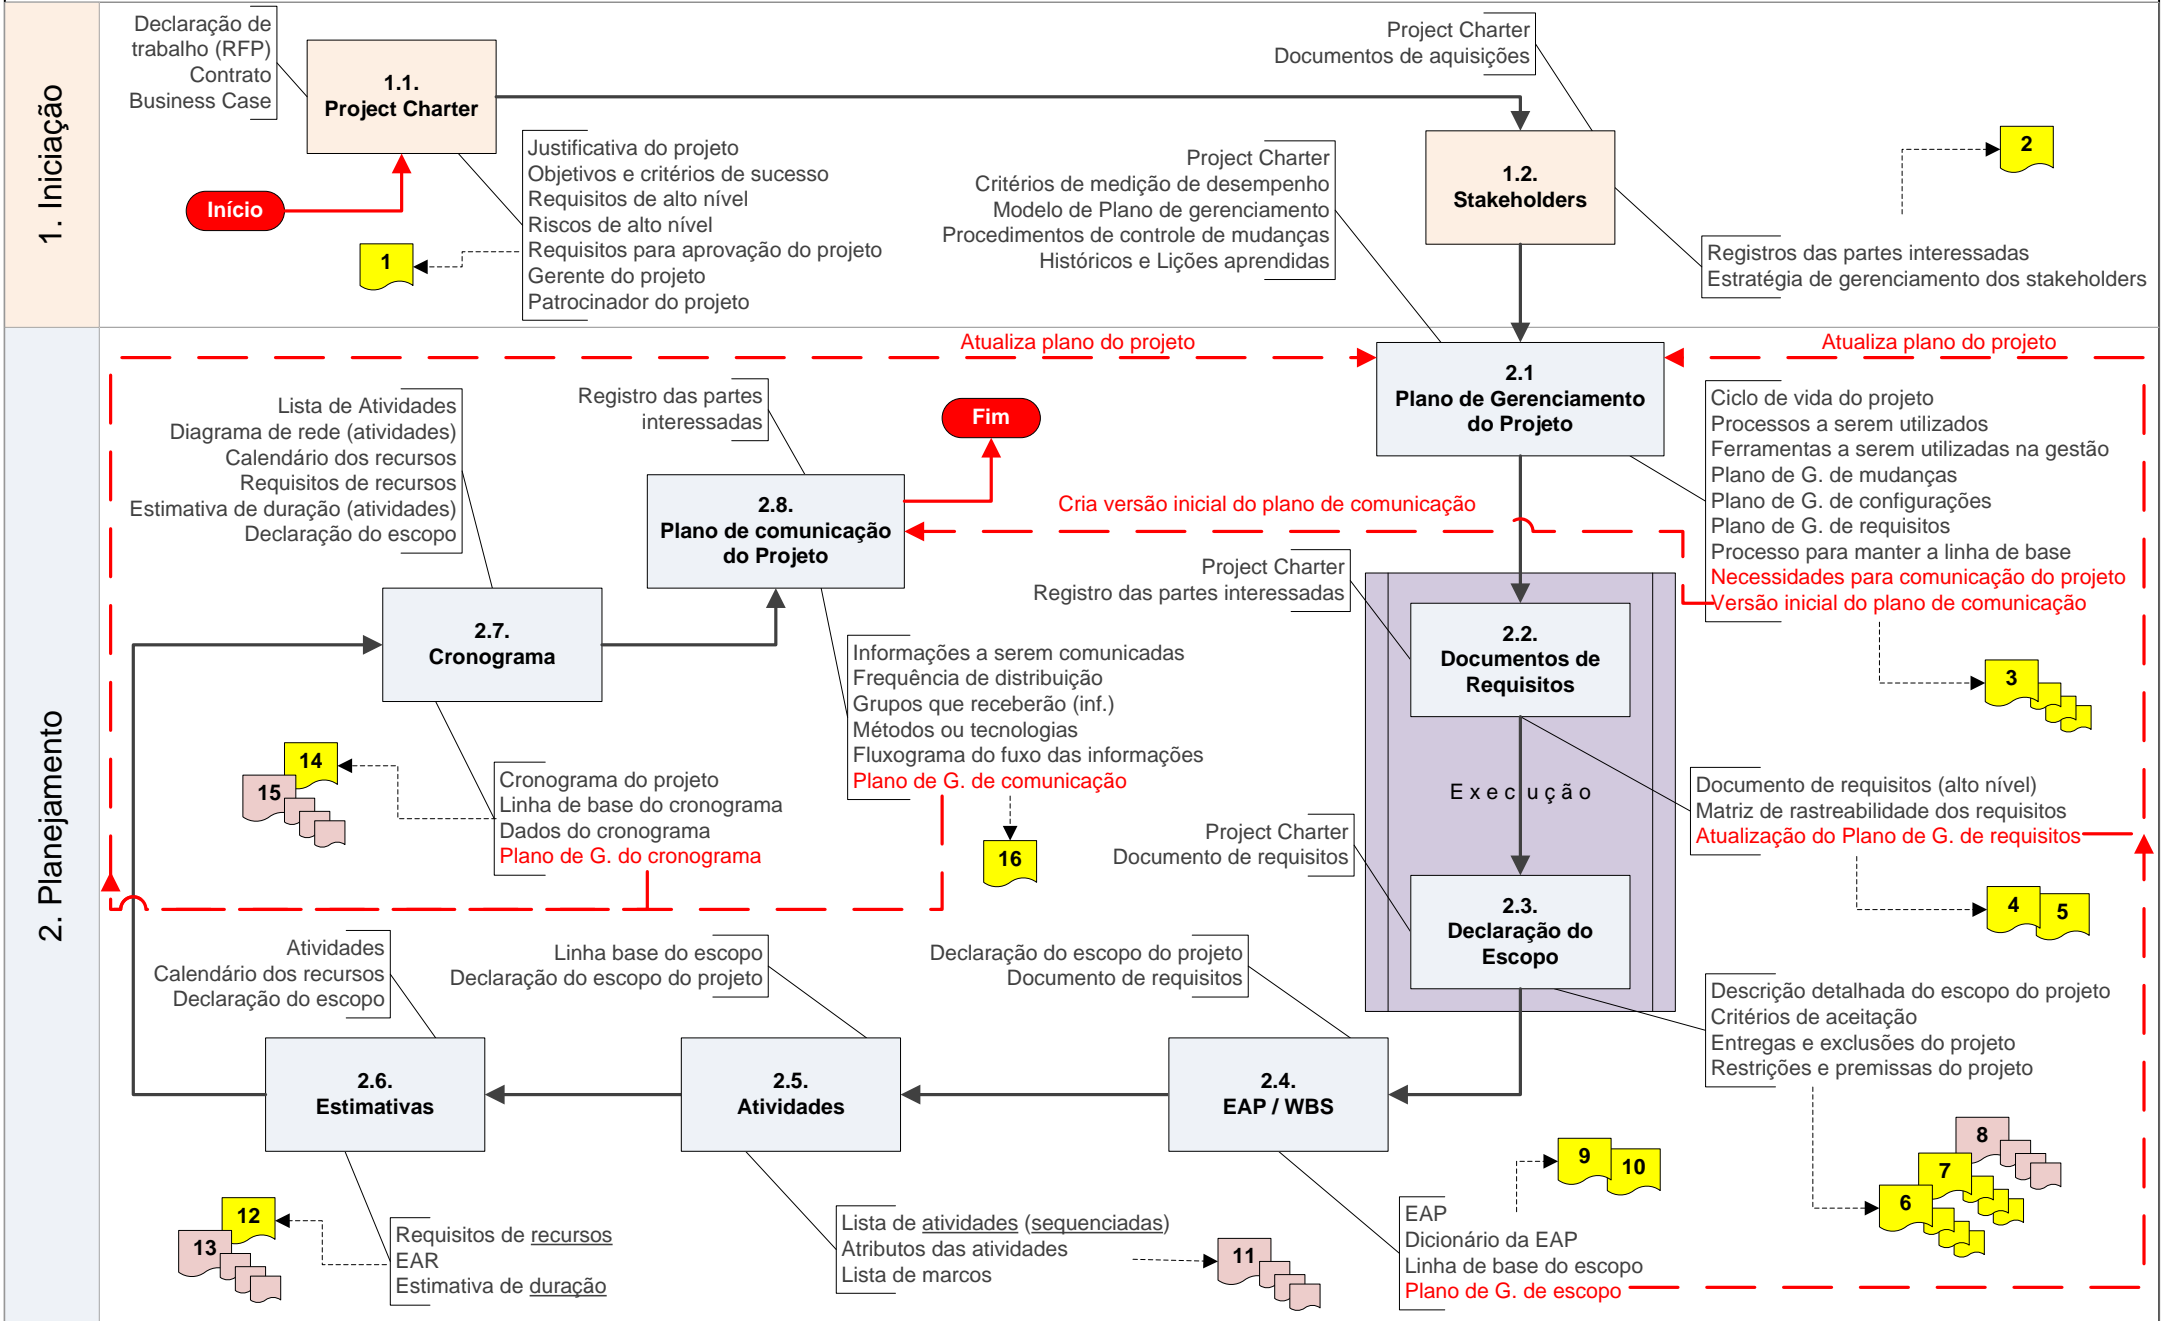 1. Iniciação
Declaração de
trabalho (RFP)
Contrato
Business Case
1.1.
Project Charter
Início
Justificativa do projeto
Objetivos e critérios de sucesso
Requisitos de alto nível
Riscos de alto nível
Requisitos para aprovação do projeto
Gerente do projeto
Patrocinador do projeto
1
Project Charter
Documentos de aquisições
1.2.
Stakeholders
2
Registros das partes interessadas
Estratégia de gerenciamento dos stakeholders
Project Charter
Critérios de medição de desempenho
Modelo de Plano de gerenciamento
Procedimentos de controle de mudanças
Históricos e Lições aprendidas
2. Planejamento
Atualiza plano do projeto
Atualiza plano do projeto
2.1
Plano de Gerenciamento
do Projeto
Ciclo de vida do projeto
Processos a serem utilizados
Ferramentas a serem utilizadas na gestão
Plano de G. de mudanças
Plano de G. de configurações
Plano de G. de requisitos
Processo para manter a linha de base
Necessidades para comunicação do projeto
Versão inicial do plano de comunicação
3
Lista de Atividades
Diagrama de rede (atividades)
Calendário dos recursos
Requisitos de recursos
Estimativa de duração (atividades)
Declaração do escopo
Registro das partes
interessadas
Fim
2.8.
Plano de comunicação
do Projeto
Cria versão inicial do plano de comunicação
Project Charter
Registro das partes interessadas
2.2.
Documentos de
Requisitos
2.7.
Cronograma
Informações a serem comunicadas
Frequência de distribuição
Grupos que receberão (inf.)
Métodos ou tecnologias
Fluxograma do fuxo das informações
Plano de G. de comunicação
16
14
15
Cronograma do projeto
Linha de base do cronograma
Dados do cronograma
Plano de G. do cronograma
Execução
Documento de requisitos (alto nível)
Matriz de rastreabilidade dos requisitos
Atualização do Plano de G. de requisitos
4
5
Project Charter
Documento de requisitos
2.3.
Declaração do
Escopo
Descrição detalhada do escopo do projeto
Critérios de aceitação
Entregas e exclusões do projeto
Restrições e premissas do projeto
8
7
6
Declaração do escopo do projeto
Documento de requisitos
2.4.
EAP / WBS
9
10
EAP
Dicionário da EAP
Linha de base do escopo
Plano de G. de escopo
Linha base do escopo
Declaração do escopo do projeto
2.5.
Atividades
Lista de atividades (sequenciadas)
Atributos das atividades
Lista de marcos
11
Atividades
Calendário dos recursos
Declaração do escopo
2.6.
Estimativas
12
13
Requisitos de recursos
EAR
Estimativa de duração